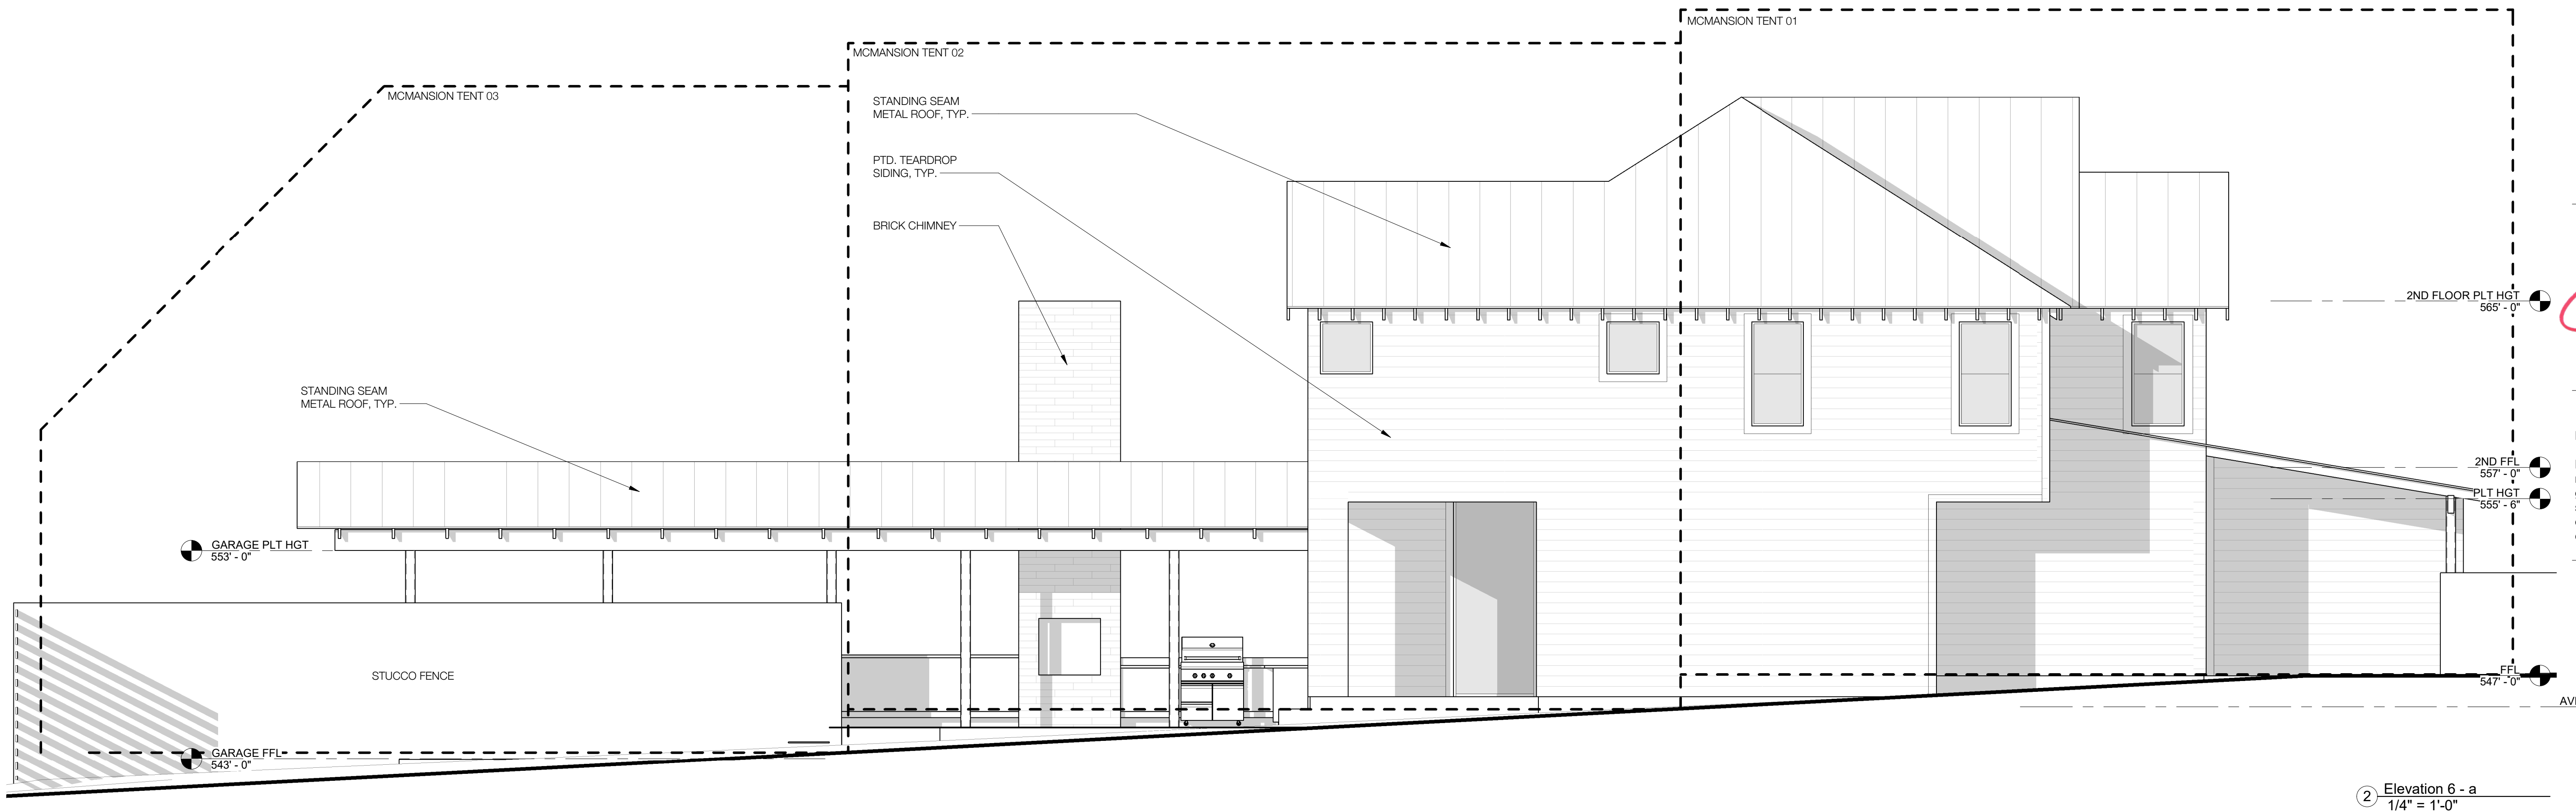 MCMANSION TENT 01
MCMANSION TENT 02
MCMANSION TENT 03
STANDING SEAM
METAL ROOF, TYP.
PTD. TEARDROP
SIDING, TYP.
BRICK CHIMNEY
STANDING SEAM
METAL ROOF, TYP.
2ND FLOOR PLT HGT
565' - 0"
2ND FFL
557' - 0"
PLT HGT
555' - 6"
GARAGE PLT HGT
553' - 0"
STUCCO FENCE
FFL
547' - 0"
GARAGE FFL
543' - 0"
2
Elevation 6 - a
1/4" = 1'-0"